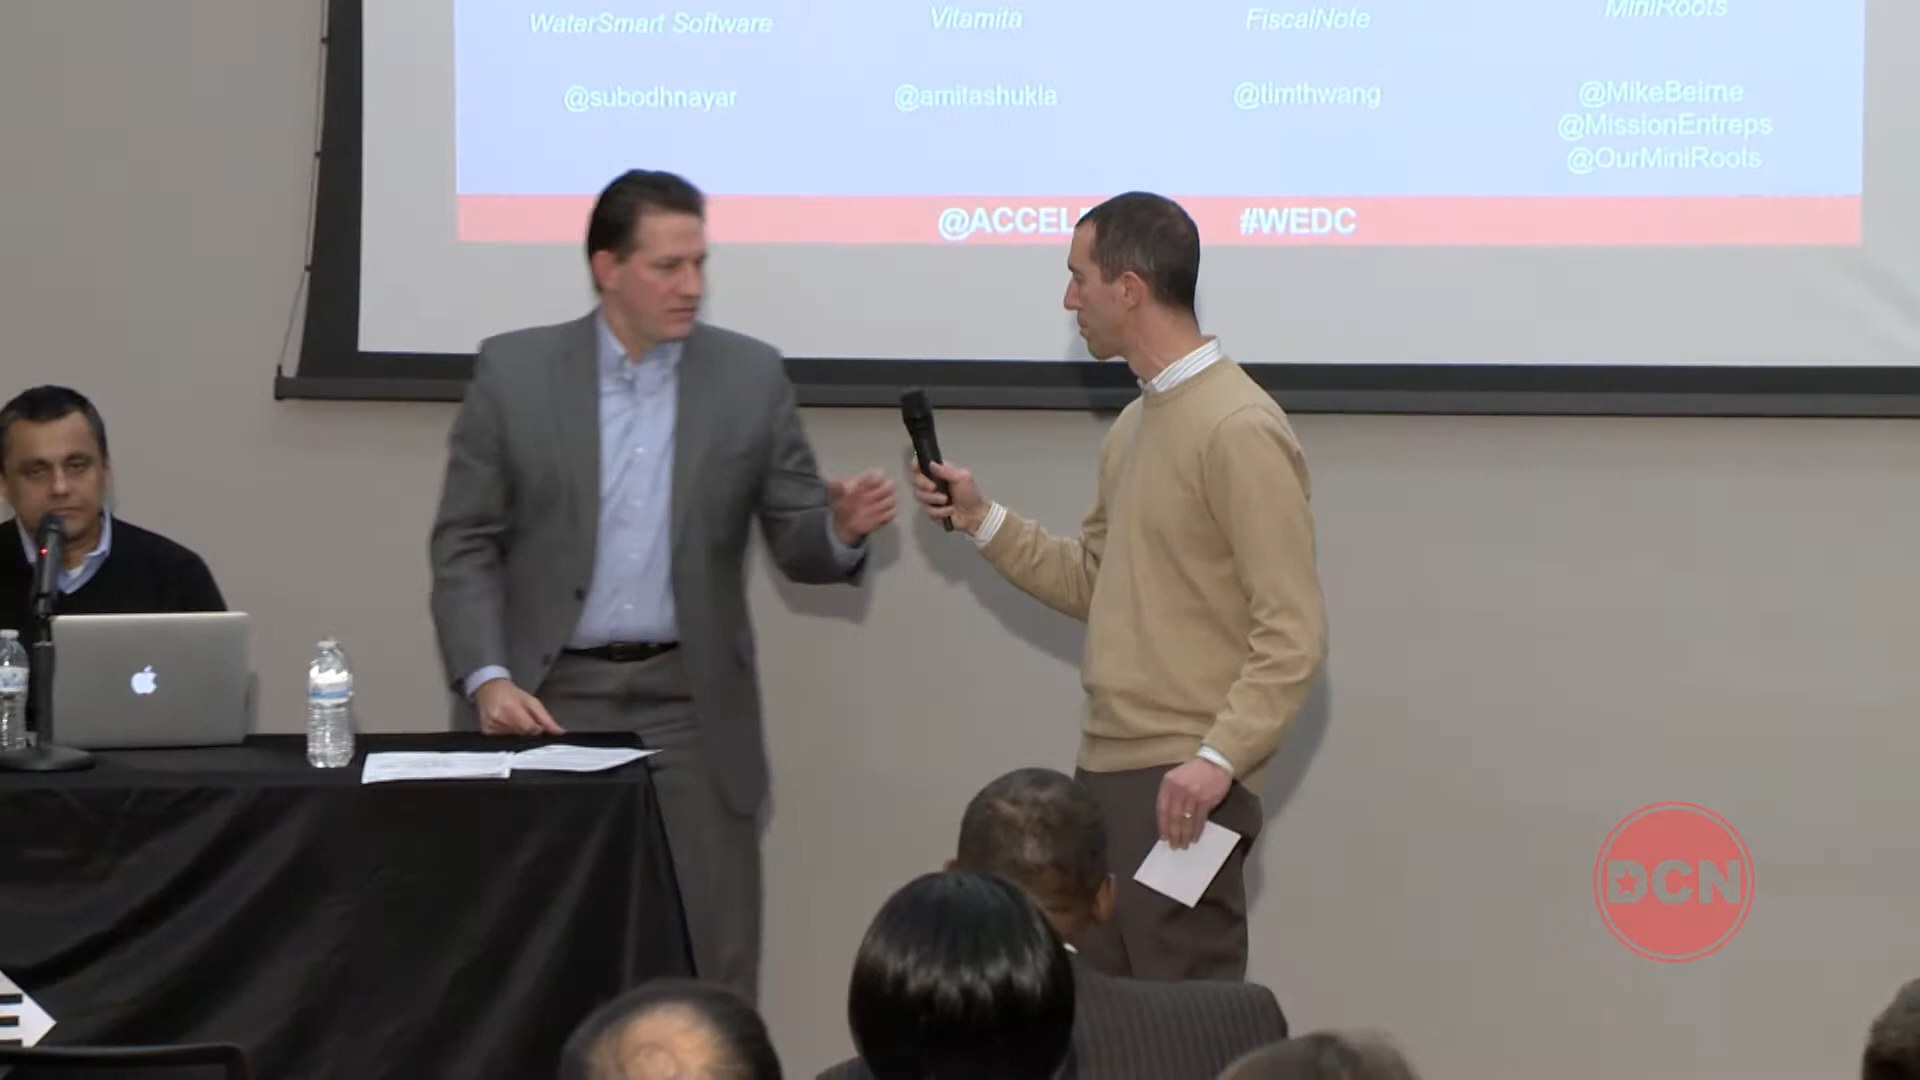 WaterSmart Software
Vitamita
FiscalNote
MiniRoots
@subodhnayar
@amitashukla
@timthwang
@MikeBeirne
@MissionEntreps
@OurMiniRoots
#WEDC
DCN
E